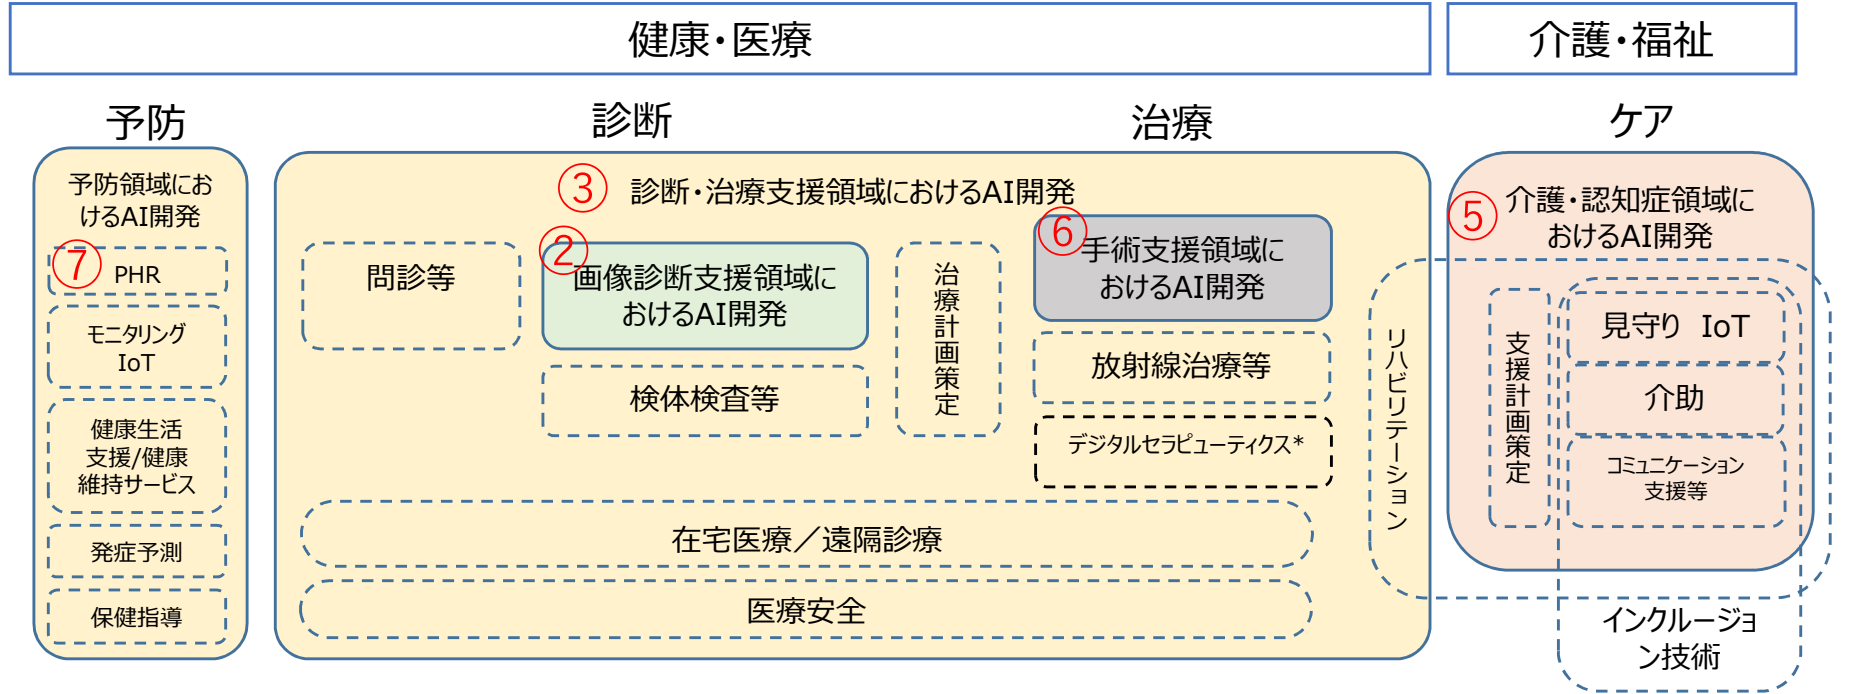 健康・医療
介護・福祉
予防
診断
治療
ケア
予防領域にお
けるAI開発
⑦
PHR
モニタリング
IoT
健康生活
支援/健康
維持サービス
発症予測
保健指導
③ 診断・治療支援領域におけるAI開発
問診等
②
画像診断支援領域に
おけるAI開発
検体検査等
治療計画策定
⑥
手術支援領域に
おけるAI開発
放射線治療等
デジタルセラピューティクス*
在宅医療／遠隔診療
医療安全
リハビリテーション
⑤
介護・認知症領域に
おけるAI開発
支援計画策定
見守り IoT
介助
コミュニケーション
支援等
インクルージョ
ン技術